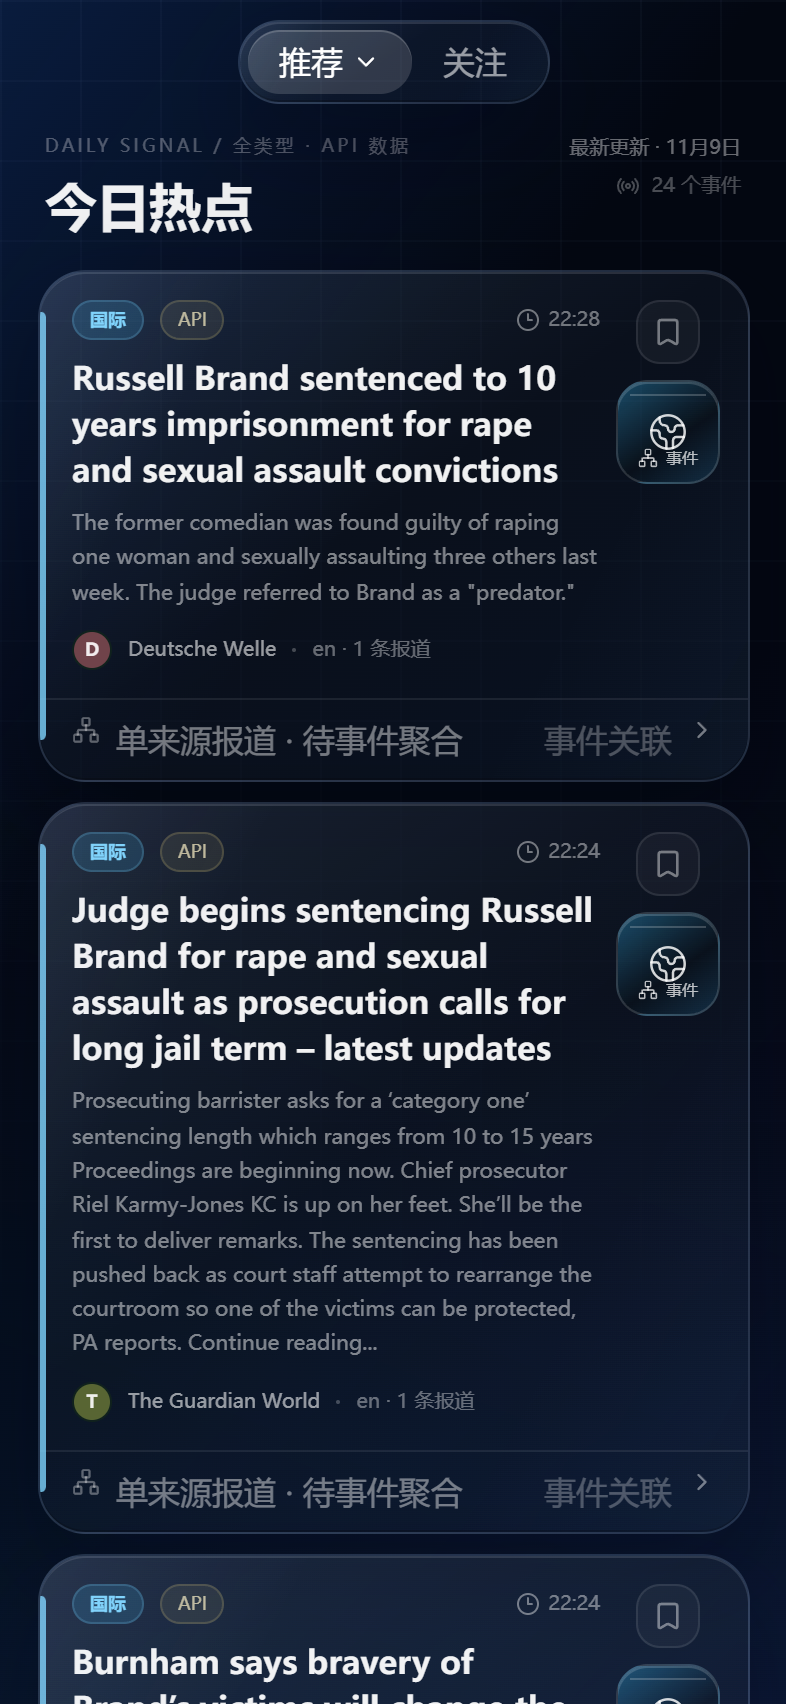 推荐 关注
DAILY SIGNAL / 全类型 · API 数据
最新更新 · 11月9日
今日热点
24 个事件
国际 API 22:28
Russell Brand sentenced to 10
years imprisonment for rape
and sexual assault convictions
事件
The former comedian was found guilty of raping
one woman and sexually assaulting three others last
week. The judge referred to Brand as a "predator."
D Deutsche Welle · en · 1 条报道
单来源报道 · 待事件聚合 事件关联
国际 API 22:24
Judge begins sentencing Russell
Brand for rape and sexual
assault as prosecution calls for
long jail term – latest updates
事件
Prosecuting barrister asks for a ‘category one’
sentencing length which ranges from 10 to 15 years
Proceedings are beginning now. Chief prosecutor
Riel Karmy-Jones KC is up on her feet. She’ll be the
first to deliver remarks. The sentencing has been
pushed back as court staff attempt to rearrange the
courtroom so one of the victims can be protected,
PA reports. Continue reading...
T The Guardian World · en · 1 条报道
单来源报道 · 待事件聚合 事件关联
国际 API 22:24
Burnham says bravery of
Brand’s victims will change the